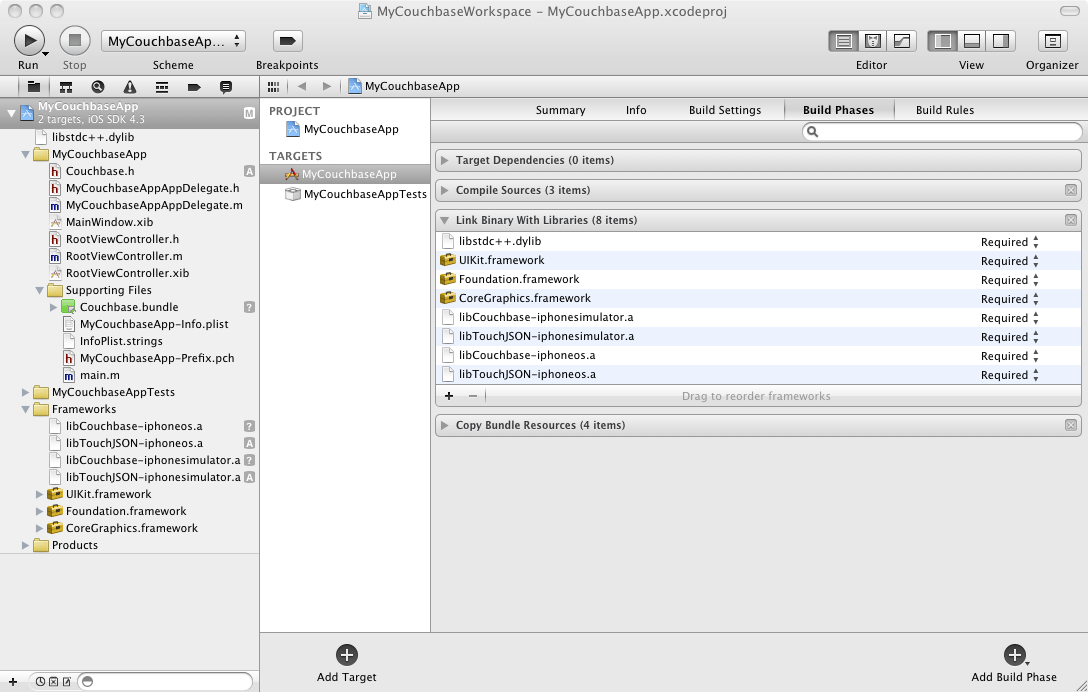 MyCouchbaseWorkspace – MyCouchbaseApp.xcodeproj
MyCouchbaseAp...
Run
Stop
Scheme
Breakpoints
Editor
View
Organizer
MyCouchbaseApp
MyCouchbaseApp M
2 targets, iOS SDK 4.3
libstdc++.dylib
MyCouchbaseApp
h Couchbase.h A
h MyCouchbaseAppAppDelegate.h
m MyCouchbaseAppAppDelegate.m
MainWindow.xib
h RootViewController.h
m RootViewController.m
RootViewController.xib
Supporting Files
Couchbase.bundle ?
MyCouchbaseApp-Info.plist
InfoPlist.strings
h MyCouchbaseApp-Prefix.pch
m main.m
MyCouchbaseAppTests
Frameworks
libCouchbase-iphoneos.a ?
libTouchJSON-iphoneos.a A
libCouchbase-iphonesimulator.a ?
libTouchJSON-iphonesimulator.a A
UIKit.framework
Foundation.framework
CoreGraphics.framework
Products
PROJECT
MyCouchbaseApp
TARGETS
MyCouchbaseApp
MyCouchbaseAppTests
Summary
Info
Build Settings
Build Phases
Build Rules
Target Dependencies (0 items)
Compile Sources (3 items)
Link Binary With Libraries (8 items)
libstdc++.dylib Required
UIKit.framework Required
Foundation.framework Required
CoreGraphics.framework Required
libCouchbase-iphonesimulator.a Required
libTouchJSON-iphonesimulator.a Required
libCouchbase-iphoneos.a Required
libTouchJSON-iphoneos.a Required
+ − Drag to reorder frameworks
Copy Bundle Resources (4 items)
Add Target
Add Build Phase